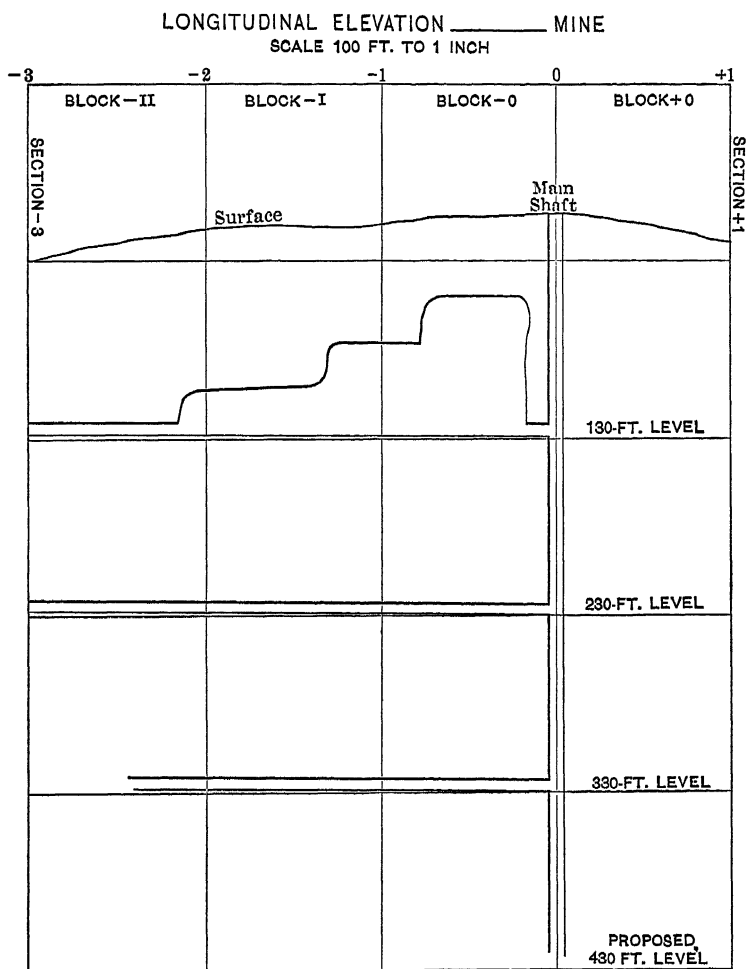 LONGITUDINAL ELEVATION ______ MINE
SCALE 100 FT. TO 1 INCH
-3 -2 -1 0 +1
BLOCK-II BLOCK-I BLOCK-0 BLOCK+0
SECTION-3
SECTION+1
Main
Shaft
Surface
130-FT. LEVEL
230-FT. LEVEL
330-FT. LEVEL
PROPOSED,
430 FT. LEVEL